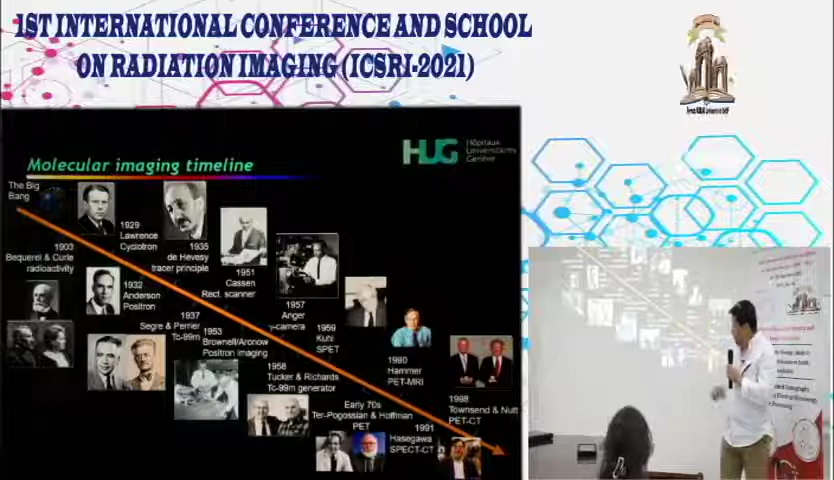 1ST INTERNATIONAL CONFERENCE AND SCHOOL
ON RADIATION IMAGING (ICSRI-2021)
HUG
Hôpitaux
Universitaires
Genève
Molecular imaging timeline
The Big
Bang
1903
Bequerel & Curie
radioactivity
1929
Lawrence
Cyclotron
1932
Anderson
Positron
1935
de Hevesy
tracer principle
1937
Segre & Perrier
Tc-99m
1951
Cassen
Rect. scanner
1953
Brownell/Aronow
Positron imaging
1957
Anger
γ-camera
1958
Tucker & Richards
Tc-99m generator
1959
Kuhl
SPET
Early 70s
Ter-Pogossian & Hoffman
PET
1990
Hammer
PET-MRI
1991
Hasegawa
SPECT-CT
1998
Townsend & Nutt
PET-CT